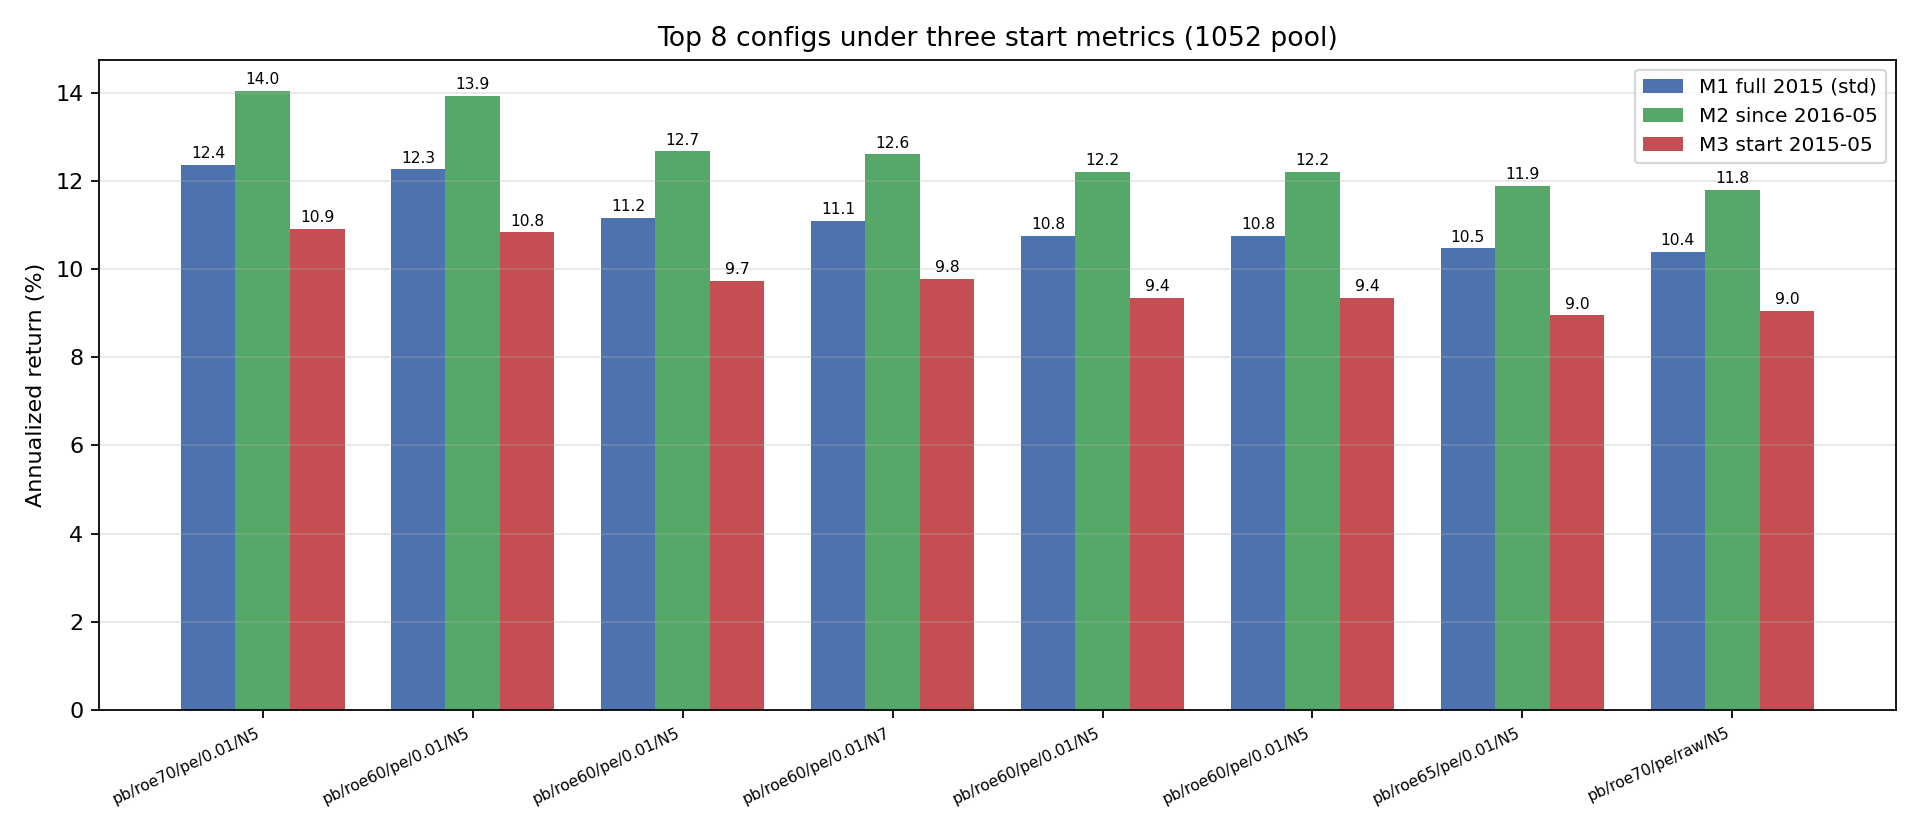 Top 8 configs under three start metrics (1052 pool)
M1 full 2015 (std)
M2 since 2016-05
M3 start 2015-05
Annualized return (%)
14
12
10
8
6
4
2
0
12.4
14.0
10.9
12.3
13.9
10.8
11.2
12.7
9.7
11.1
12.6
9.8
10.8
12.2
9.4
10.8
12.2
9.4
10.5
11.9
9.0
10.4
11.8
9.0
pb/roe70/pe/0.01/N5
pb/roe60/pe/0.01/N5
pb/roe60/pe/0.01/N5
pb/roe60/pe/0.01/N7
pb/roe60/pe/0.01/N5
pb/roe60/pe/0.01/N5
pb/roe65/pe/0.01/N5
pb/roe70/pe/raw/N5